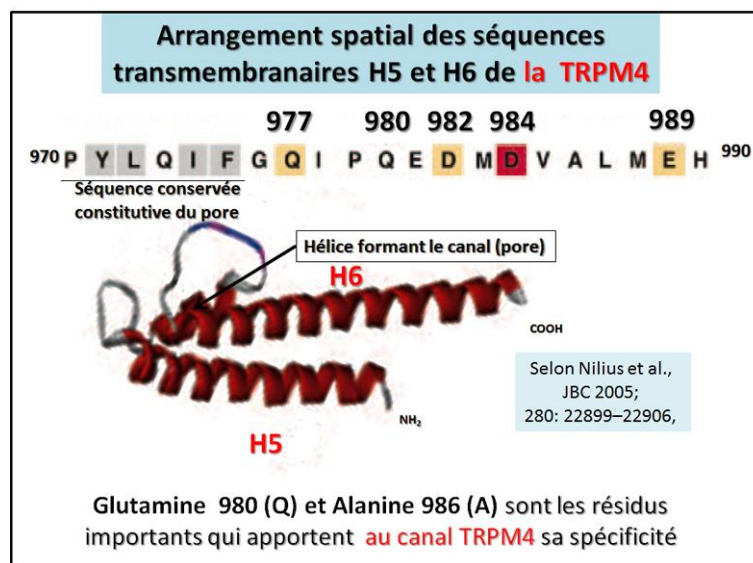 Arrangement spatial des séquences
transmembranaires H5 et H6 de la TRPM4
977 980 982 984 989
970 P Y L Q I F G Q I P Q E D M D V A L M E H 990
Séquence conservée
constitutive du pore
Hélice formant le canal (pore)
H6
COOH
Selon Nilius et al.,
JBC 2005;
280: 22899–22906,
NH₂
H5
Glutamine 980 (Q) et Alanine 986 (A) sont les résidus
importants qui apportent au canal TRPM4 sa spécificité